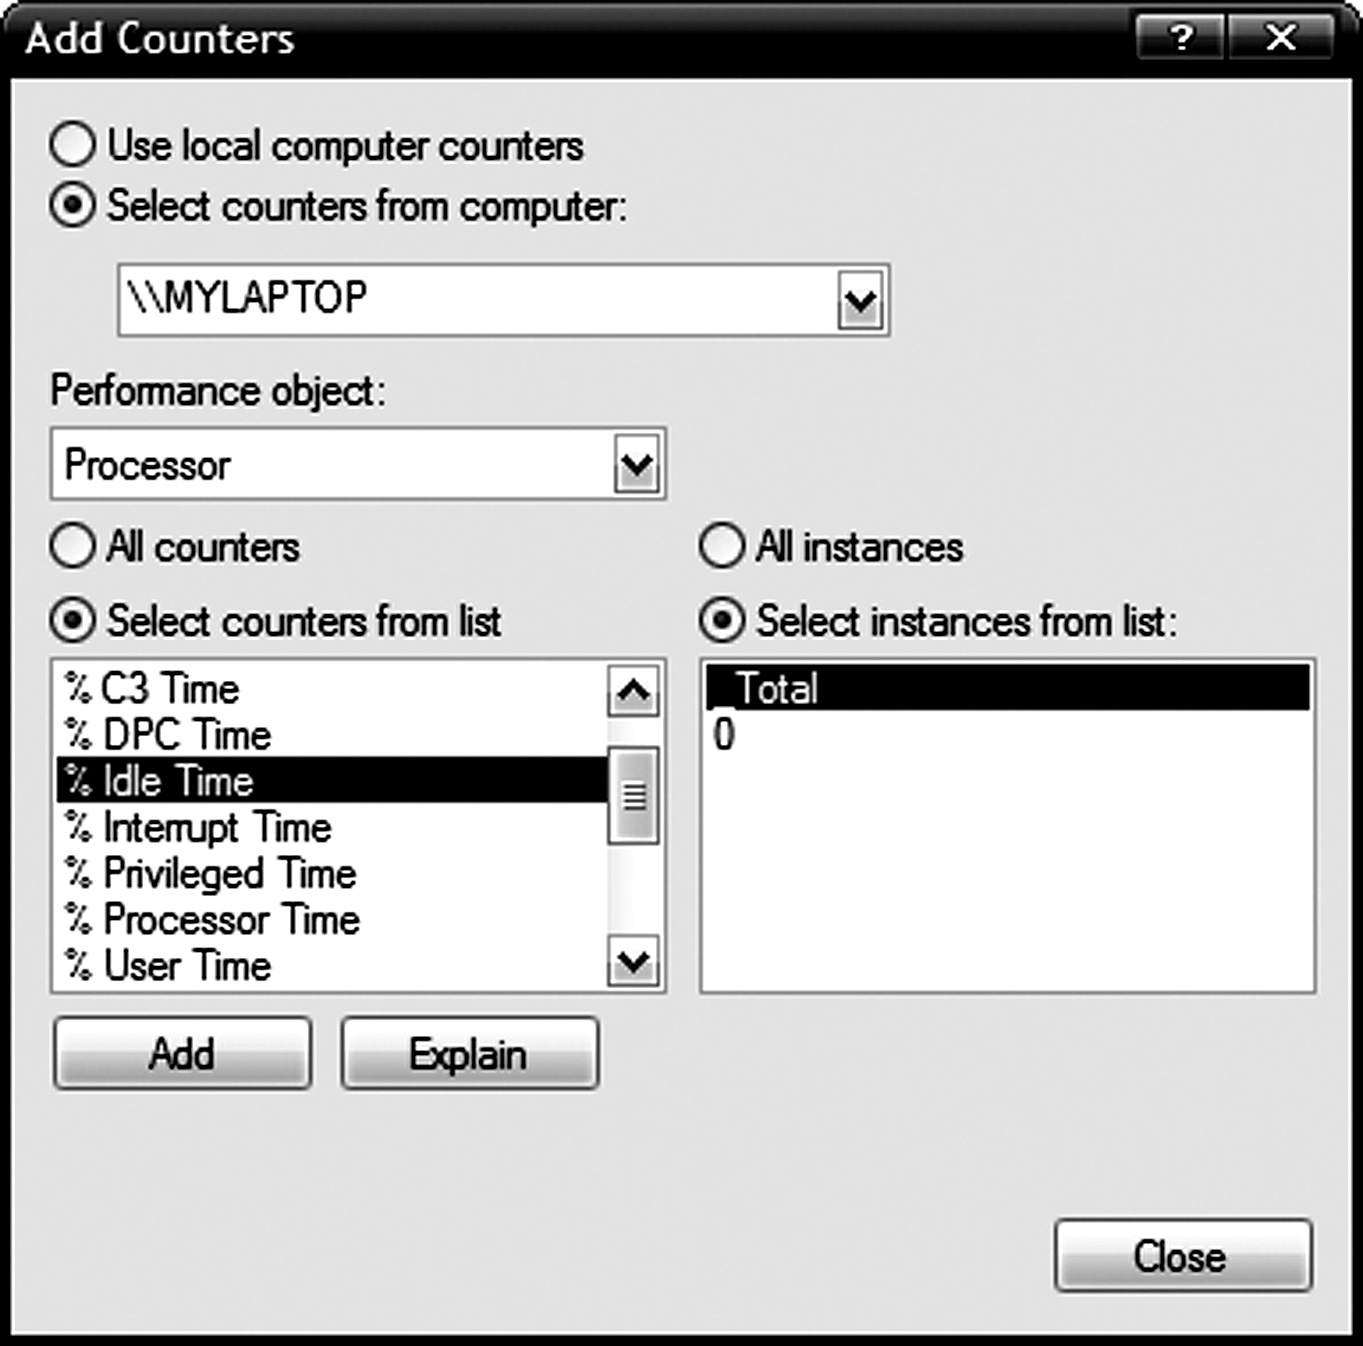 Add Counters
?
Use local computer counters
Select counters from computer:
\\MYLAPTOP
Performance object:
Processor
All counters
All instances
Select counters from list
Select instances from list:
% C3 Time
% DPC Time
% Idle Time
% Interrupt Time
% Privileged Time
% Processor Time
% User Time
_Total
0
Add
Explain
Close